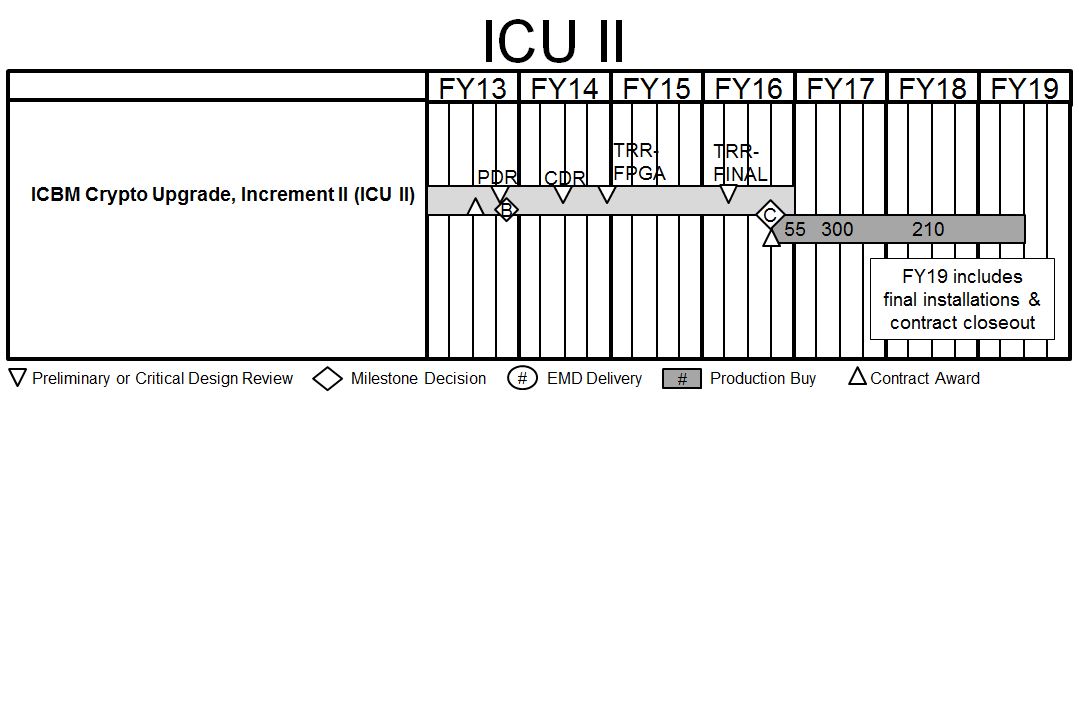 ICU II
FY13 FY14 FY15 FY16 FY17 FY18 FY19
ICBM Crypto Upgrade, Increment II (ICU II)
PDR
CDR
TRR-
FPGA
TRR-
FINAL
B
C
55 300 210
FY19 includes
final installations &
contract closeout
Preliminary or Critical Design Review
Milestone Decision
# EMD Delivery
# Production Buy
Contract Award